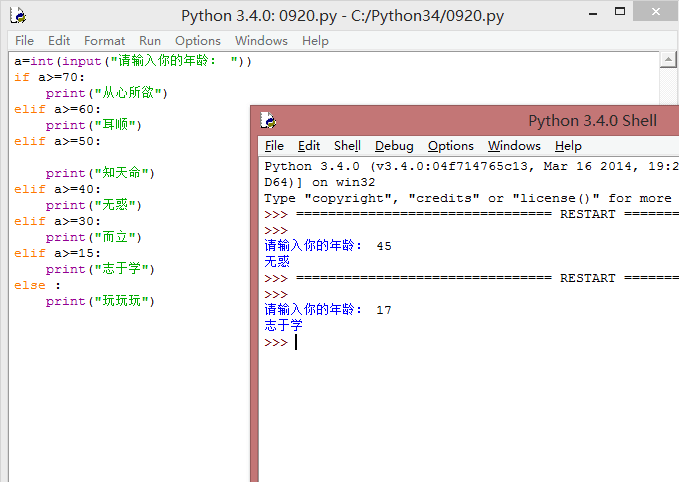 Python 3.4.0: 0920.py - C:/Python34/0920.py
File Edit Format Run Options Windows Help
a=int(input("请输入你的年龄： "))
if a>=70:
    print("从心所欲")
elif a>=60:
    print("耳顺")
elif a>=50:
    print("知天命")
elif a>=40:
    print("无惑")
elif a>=30:
    print("而立")
elif a>=15:
    print("志于学")
else :
    print("玩玩玩")
Python 3.4.0 Shell
File Edit Shell Debug Options Windows Help
Python 3.4.0 (v3.4.0:04f714765c13, Mar 16 2014, 19:2
D64)] on win32
Type "copyright", "credits" or "license()" for more
>>> ================================ RESTART =======
>>>
请输入你的年龄： 45
无惑
>>> ================================ RESTART =======
>>>
请输入你的年龄： 17
志于学
>>>